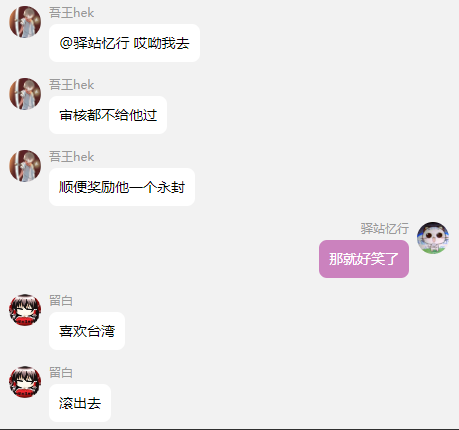 吾王hek
@驿站忆行 哎呦我去
吾王hek
审核都不给他过
吾王hek
顺便奖励他一个永封
驿站忆行
那就好笑了
留白
喜欢台湾
留白
滚出去